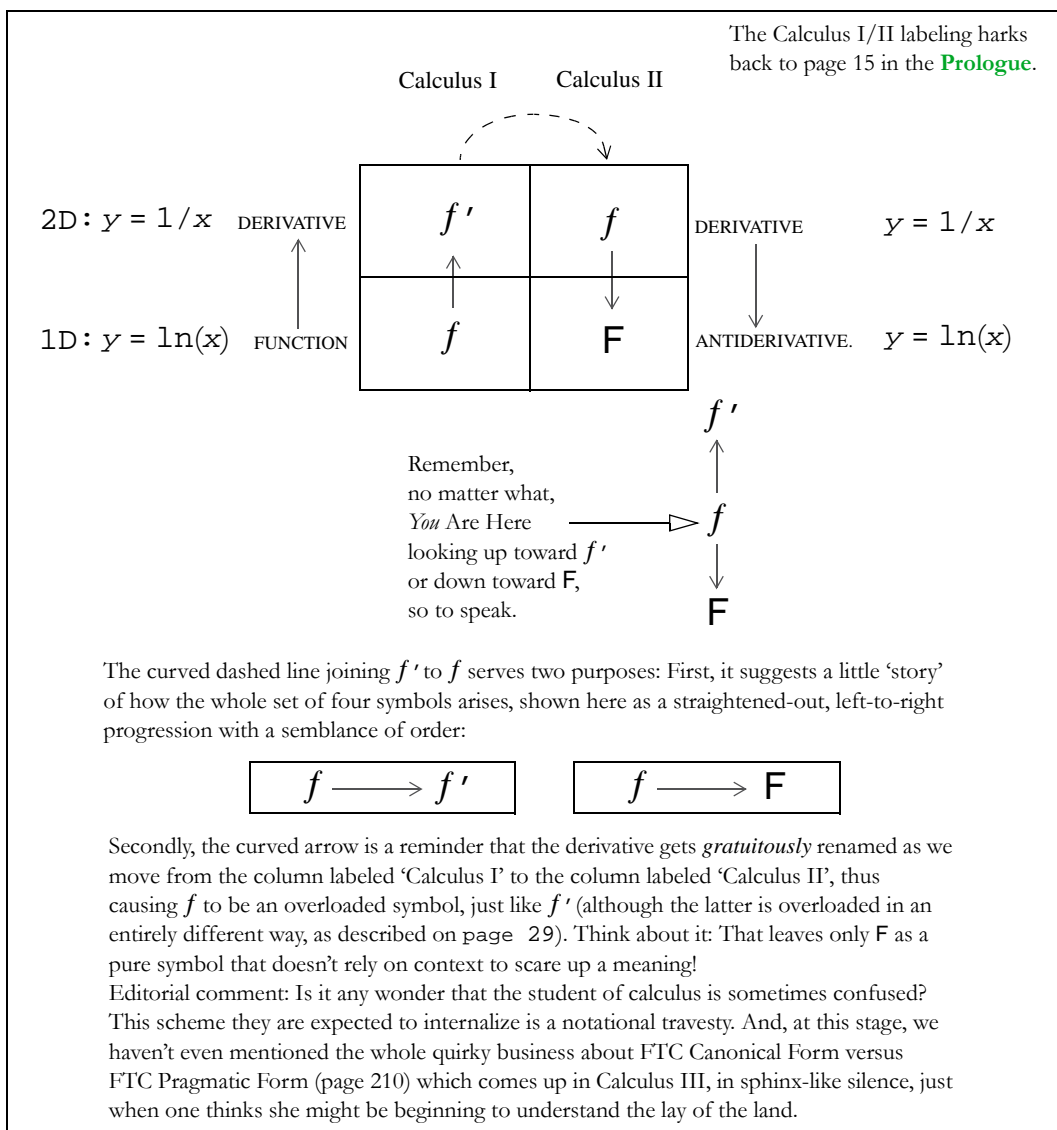 The Calculus I/II labeling harks
back to page 15 in the Prologue.
Calculus I Calculus II
2D: y = 1/x DERIVATIVE f ′ f DERIVATIVE y = 1/x
1D: y = ln(x) FUNCTION f F ANTIDERIVATIVE. y = ln(x)
f ′
Remember,
no matter what,
You Are Here f
looking up toward f ′
or down toward F,
so to speak.
F
The curved dashed line joining f ′ to f serves two purposes: First, it suggests a little ‘story’
of how the whole set of four symbols arises, shown here as a straightened-out, left-to-right
progression with a semblance of order:
f f ′ f F
Secondly, the curved arrow is a reminder that the derivative gets gratuitously renamed as we
move from the column labeled ‘Calculus I’ to the column labeled ‘Calculus II’, thus
causing f to be an overloaded symbol, just like f ′ (although the latter is overloaded in an
entirely different way, as described on page 29). Think about it: That leaves only F as a
pure symbol that doesn’t rely on context to scare up a meaning!
Editorial comment: Is it any wonder that the student of calculus is sometimes confused?
This scheme they are expected to internalize is a notational travesty. And, at this stage, we
haven’t even mentioned the whole quirky business about FTC Canonical Form versus
FTC Pragmatic Form (page 210) which comes up in Calculus III, in sphinx-like silence, just
when one thinks she might be beginning to understand the lay of the land.